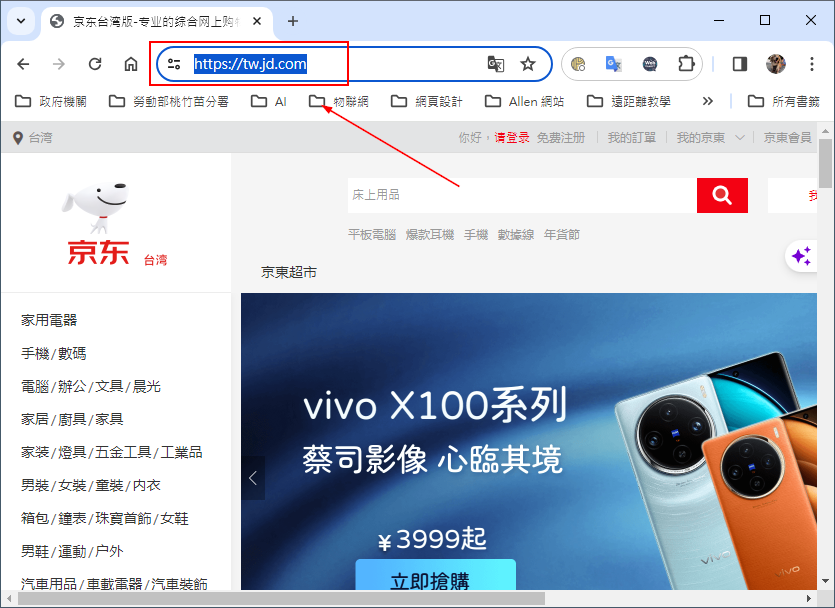 京东台湾版-专业的综合网上购物
https://tw.jd.com
政府機關 勞動部桃竹苗分署 AI 物聯網 網頁設計 Allen 網站 遠距離教學 所有書籤
台湾 你好，请登录 免费注册 我的訂單 我的京東 京東會員
床上用品
我
平板電腦 爆款耳機 手機 數據線 年貨節
京东
台湾
京東超市
家用電器
手機/數碼
電腦/辦公/文具/晨光
家居/廚具/家具
家装/燈具/五金工具/工業品
男裝/女裝/童裝/内衣
箱包/鐘表/珠寶首飾/女鞋
男鞋/運動/户外
汽車用品/車載電器/汽車裝飾
vivo X100系列
蔡司影像 心臨其境
¥3999起
立即搶購
vivo
vivo